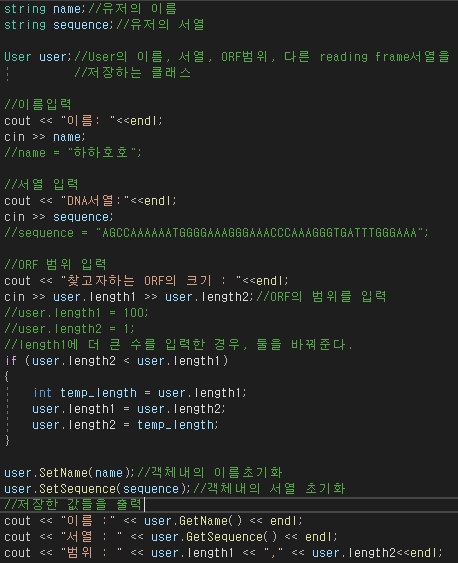 string name;//유저의 이름
string sequence;//유저의 서열
User user;//User의 이름, 서열, ORF범위, 다른 reading frame서열을
//저장하는 클래스
//이름입력
cout << "이름: "<<endl;
cin >> name;
//name = "하하호호";
//서열 입력
cout << "DNA서열:"<<endl;
cin >> sequence;
//sequence = "AGCCAAAAAATGGGGAAAGGGAAACCCAAAGGGTGATTTGGGAAA";
//ORF 범위 입력
cout << "찾고자하는 ORF의 크기 : "<<endl;
cin >> user.length1 >> user.length2;//ORF의 범위를 입력
//user.length1 = 100;
//user.length2 = 1;
//length1에 더 큰 수를 입력한 경우, 둘을 바꿔준다.
if (user.length2 < user.length1)
{
int temp_length = user.length1;
user.length1 = user.length2;
user.length2 = temp_length;
}
user.SetName(name);//객체내의 이름초기화
user.SetSequence(sequence);//객체내의 서열 초기화
//저장한 값들을 출력
cout << "이름 :" << user.GetName() << endl;
cout << "서열 : " << user.GetSequence() << endl;
cout << "범위 : " << user.length1 << "," << user.length2<<endl;